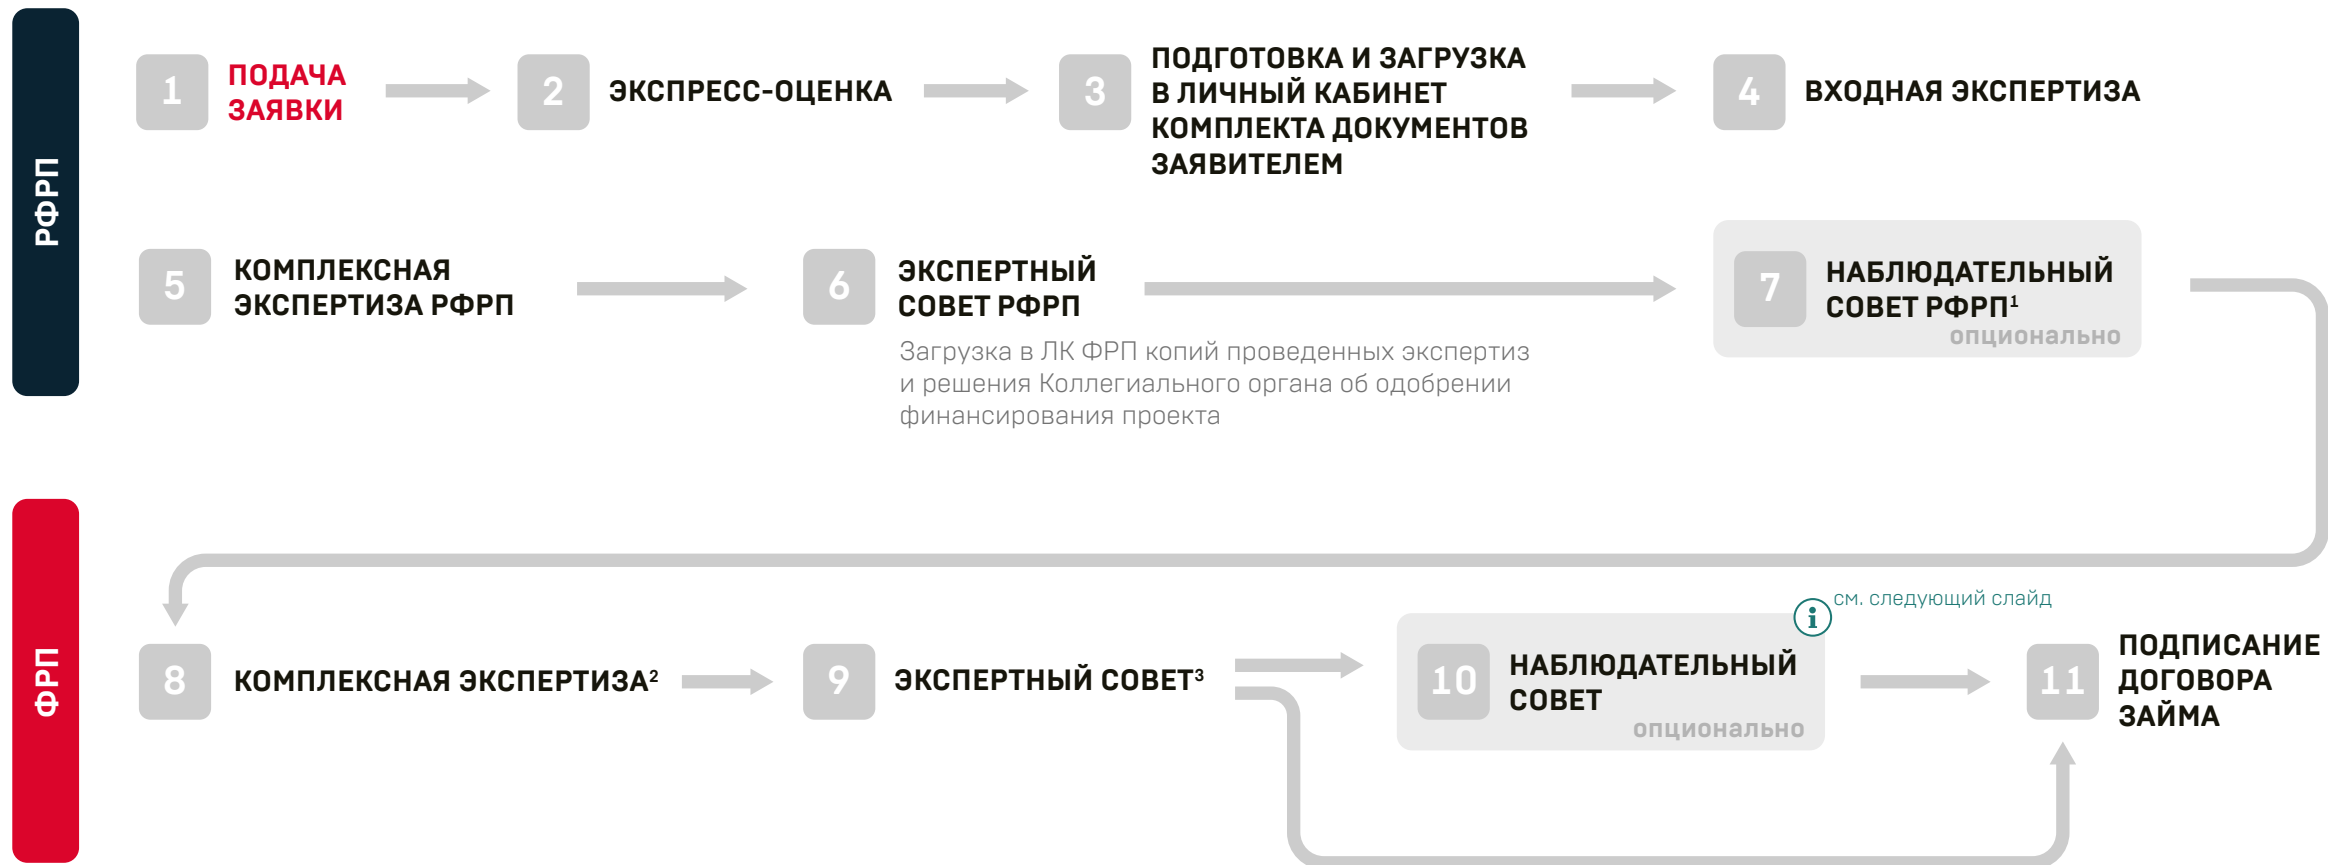 РФРП
1
ПОДАЧА
ЗАЯВКИ
2
ЭКСПРЕСС-ОЦЕНКА
3
ПОДГОТОВКА И ЗАГРУЗКА
В ЛИЧНЫЙ КАБИНЕТ
КОМПЛЕКТА ДОКУМЕНТОВ
ЗАЯВИТЕЛЕМ
4
ВХОДНАЯ ЭКСПЕРТИЗА
5
КОМПЛЕКСНАЯ
ЭКСПЕРТИЗА РФРП
6
ЭКСПЕРТНЫЙ
СОВЕТ РФРП
Загрузка в ЛК ФРП копий проведенных экспертиз
и решения Коллегиального органа об одобрении
финансирования проекта
7
НАБЛЮДАТЕЛЬНЫЙ
СОВЕТ РФРП¹
опционально
ФРП
8
КОМПЛЕКСНАЯ ЭКСПЕРТИЗА²
9
ЭКСПЕРТНЫЙ СОВЕТ³
i
см. следующий слайд
10
НАБЛЮДАТЕЛЬНЫЙ
СОВЕТ
опционально
11
ПОДПИСАНИЕ
ДОГОВОРА
ЗАЙМА